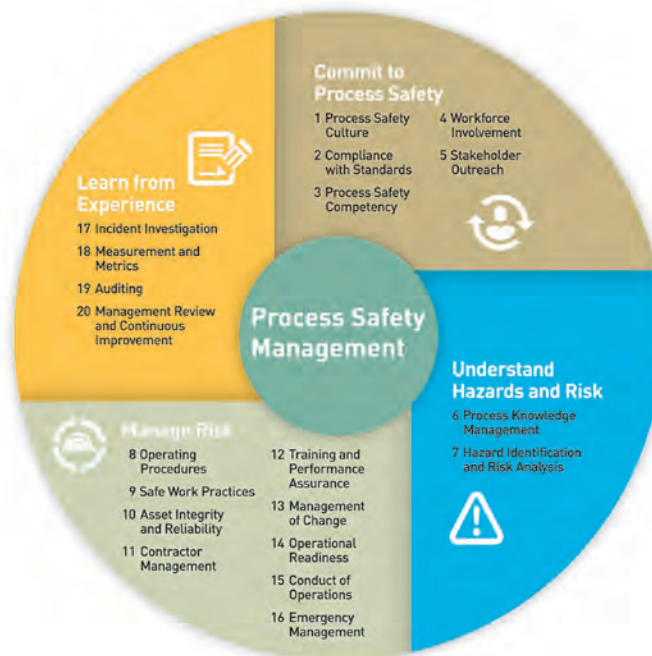 Commit to
Process Safety
1 Process Safety
Culture
2 Compliance
with Standards
3 Process Safety
Competency
4 Workforce
Involvement
5 Stakeholder
Outreach
Learn from
Experience
17 Incident Investigation
18 Measurement and
Metrics
19 Auditing
20 Management Review
and Continuous
Improvement
Process Safety
Management
Understand
Hazards and Risk
6 Process Knowledge
Management
7 Hazard Identification
and Risk Analysis
Manage Risk
8 Operating
Procedures
9 Safe Work Practices
10 Asset Integrity
and Reliability
11 Contractor
Management
12 Training and
Performance
Assurance
13 Management
of Change
14 Operational
Readiness
15 Conduct of
Operations
16 Emergency
Management